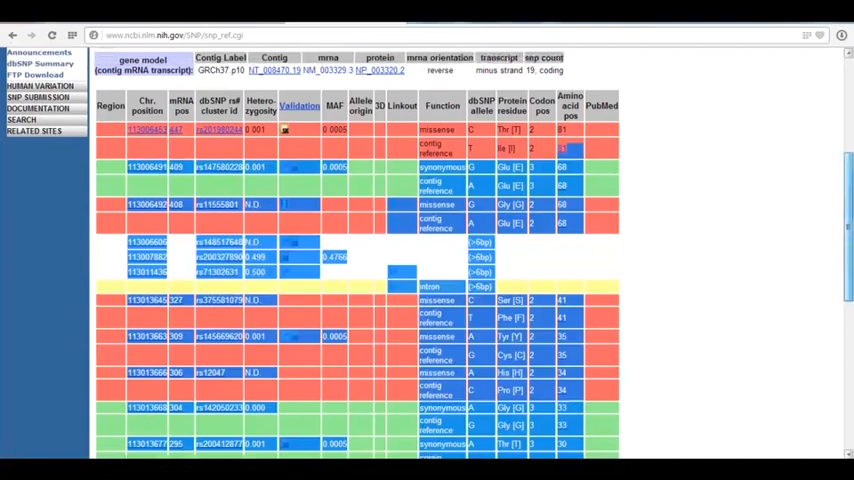 www.ncbi.nlm.nih.gov/SNP/snp_ref.cgi
Announcements
dbSNP Summary
FTP Download
HUMAN VARIATION
SNP SUBMISSION
DOCUMENTATION
SEARCH
RELATED SITES
gene model (contig mRNA transcript): Contig Label Contig mrna protein mrna orientation transcript snp count
GRCh37.p10 NT_008470.19 NM_003329.3 NP_003320.2 reverse minus strand 19, coding
Region Chr. position mRNA pos dbSNP rs# cluster id Hetero-zygosity Validation MAF Allele origin 3D Linkout Function dbSNP allele Protein residue Codon pos Amino acid pos PubMed
113006453 447 rs201980244 0.001 0.0005 missense C Thr [T] 2 81
contig reference T Ile [I] 2 81
113006491 409 rs147580228 0.001 0.0005 synonymous G Glu [E] 3 68
contig reference A Glu [E] 3 68
113006492 408 rs11555801 N.D. missense G Gly [G] 2 68
contig reference A Glu [E] 2 68
113006606 rs148517648 N.D (>6bp)
113007882 rs200327890 0.499 0.4766 (>6bp)
113011436 rs71302631 0.500 (>6bp)
intron (>6bp)
113013645 327 rs375581079 N.D. missense C Ser [S] 2 41
contig reference T Phe [F] 2 41
113013663 309 rs145669620 0.001 0.0005 missense A Tyr [Y] 2 35
contig reference G Cys [C] 2 35
113013666 306 rs12047 N.D. missense A His [H] 2 34
contig reference C Pro [P] 2 34
113013668 304 rs142050233 0.000 synonymous A Gly [G] 3 33
contig reference G Gly [G] 3 33
113013677 295 rs200412877 0.001 0.0005 synonymous A Thr [T] 3 30